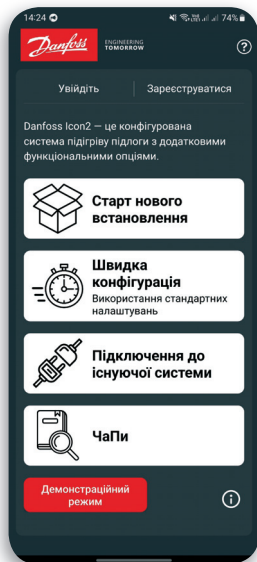 14:24
74%
Danfoss
ENGINEERING
TOMORROW
Увійдіть
Зареєструватися
Danfoss Icon2 – це конфігурована
система підігріву підлоги з додатковими
функціональними опціями.
Старт нового
встановлення
Швидка
конфігурація
Використання стандартних
налаштувань
Підключення до
існуючої системи
ЧаПи
Демонстраційний
режим